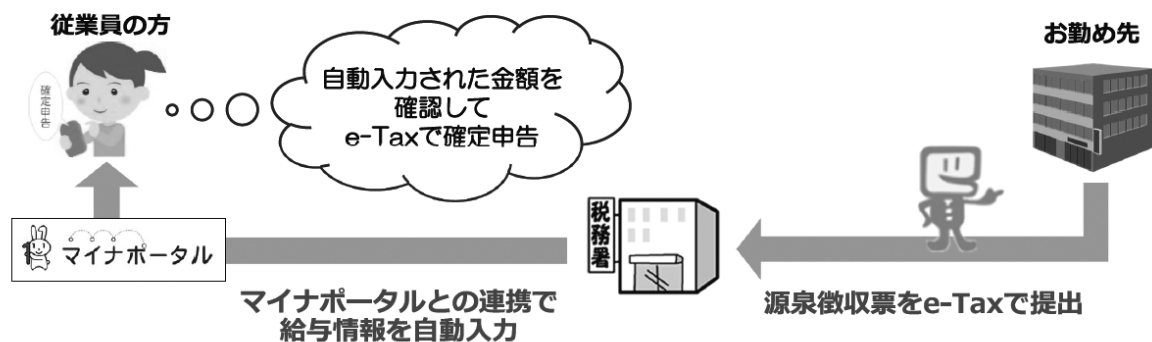 従業員の方
お勤め先
確定申告
自動入力された金額を
確認して
e-Taxで確定申告
マイナポータル
税務署
マイナポータルとの連携で
給与情報を自動入力
源泉徴収票をe-Taxで提出